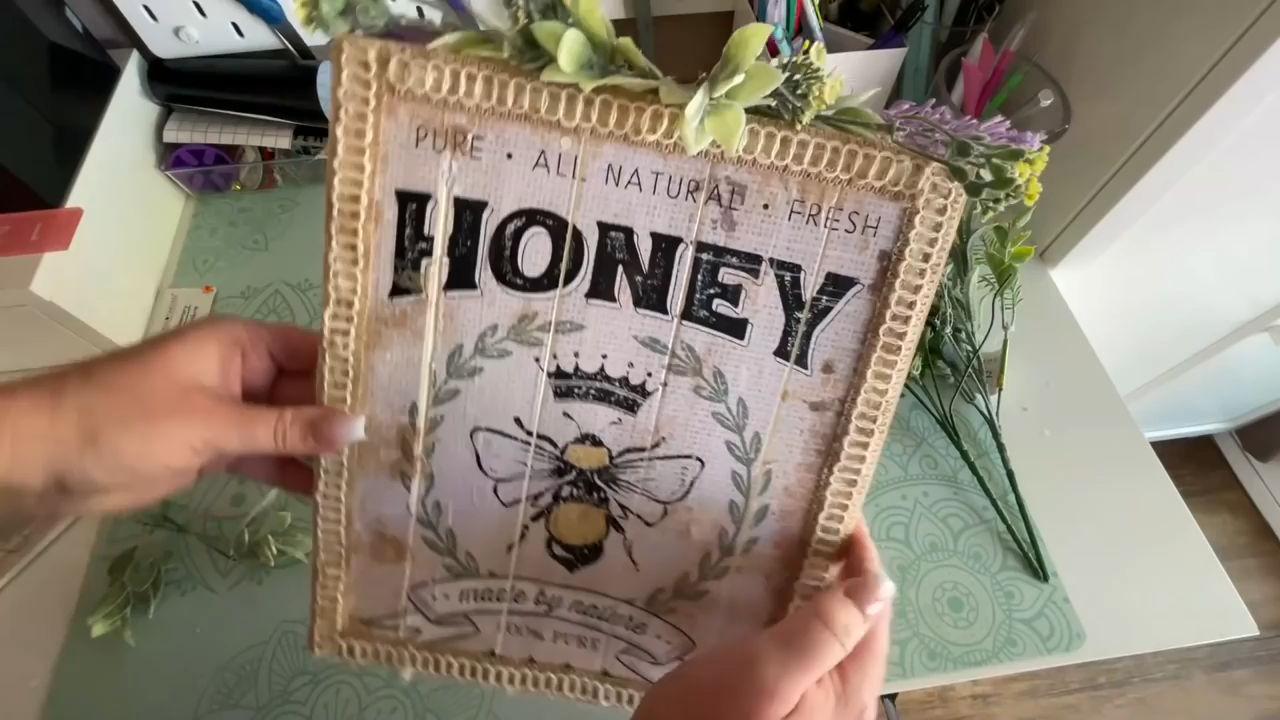 PURE • ALL NATURAL • FRESH
HONEY
·· made by nature ··
100% PURE